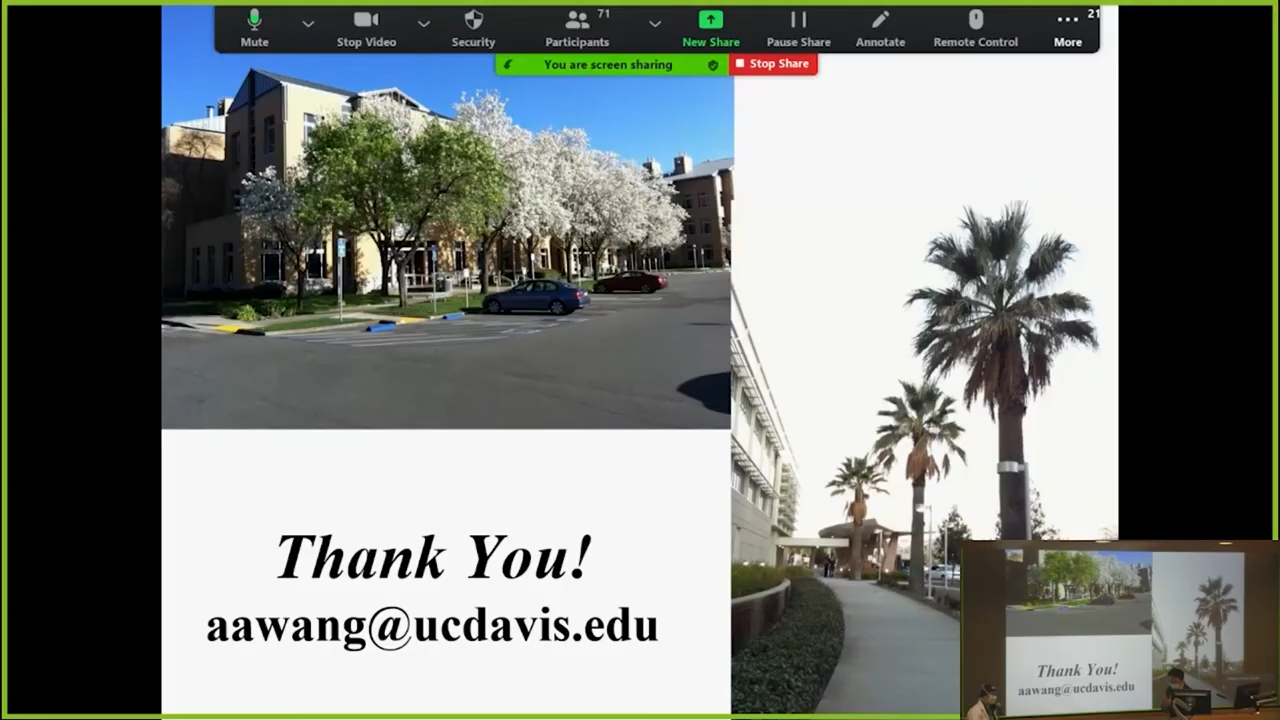 71
21
Mute
Stop Video
Security
Participants
New Share
Pause Share
Annotate
Remote Control
More
You are screen sharing
Stop Share
Thank You!
aawang@ucdavis.edu
Thank You!
aawang@ucdavis.edu